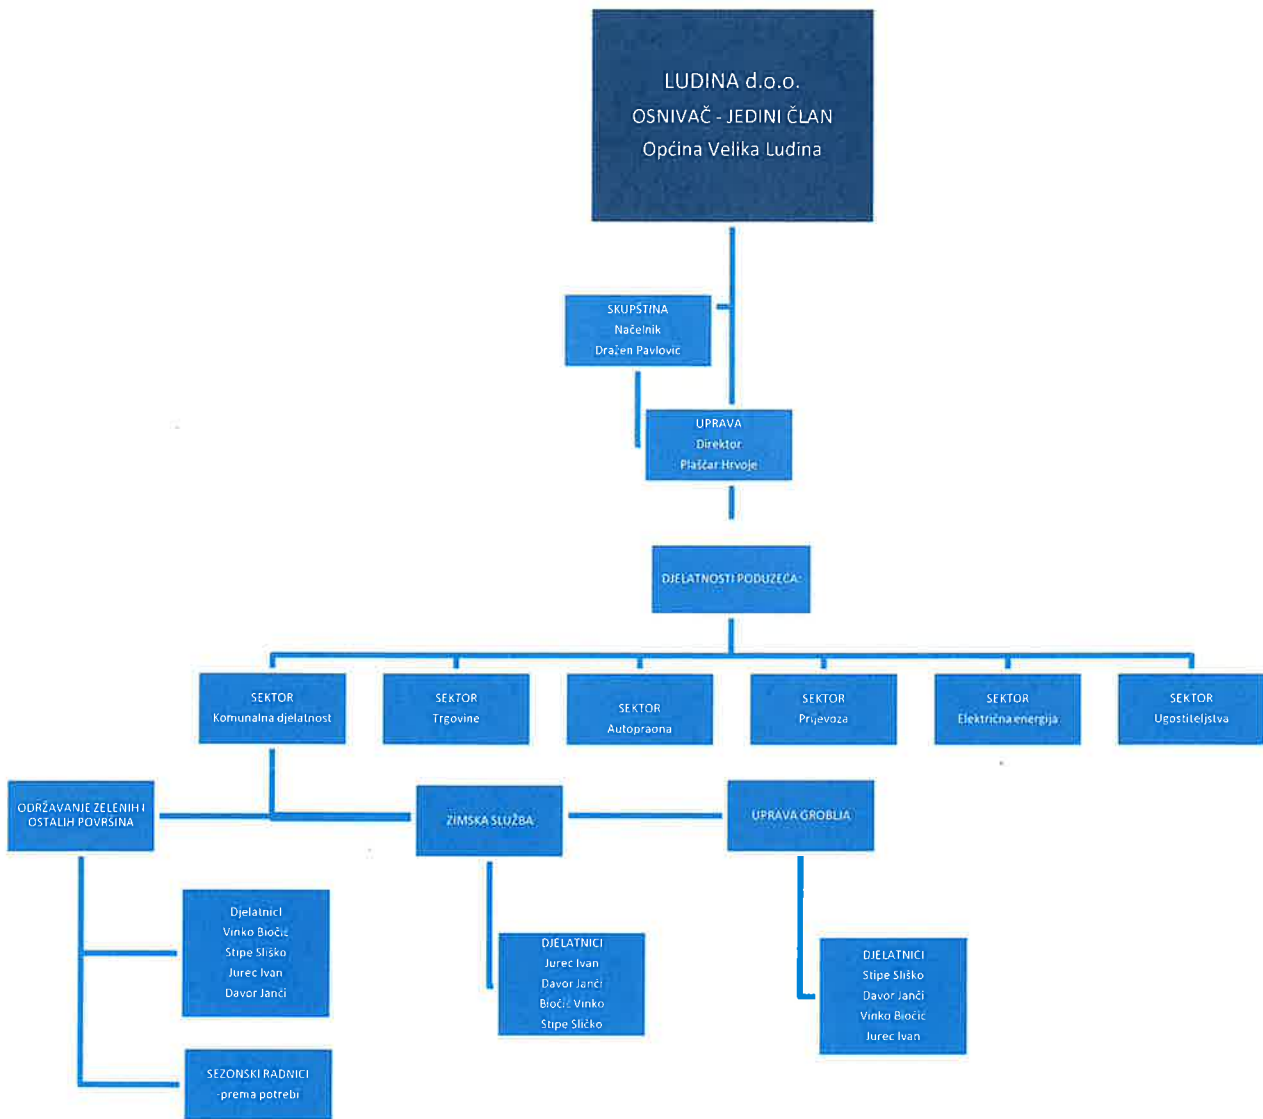 LUDINA d.o.o.
OSNIVAČ - JEDINI ČLAN
Općina Velika Ludina
SKUPŠTINA
Načelnik
Dražen Pavlović
UPRAVA
Direktor
Plaščar Hrvoje
DJELATNOSTI PODUZEĆA:
SEKTOR
Komunalna djelatnost
SEKTOR
Trgovine
SEKTOR
Autopraona
SEKTOR
Prijevoza
SEKTOR
Električna energija
SEKTOR
Ugostiteljstva
ODRŽAVANJE ZELENIH I
OSTALIH POVRŠINA
ZIMSKA SLUŽBA
UPRAVA GROBLJA
Djelatnici
Vinko Biočić
Stipe Sliško
Jurec Ivan
Davor Janči
DJELATNICI
Jurec Ivan
Davor Janči
Biočić Vinko
Stipe Sličko
DJELATNICI
Stipe Sliško
Davor Janči
Vinko Biočić
Jurec Ivan
SEZONSKI RADNICI
-prema potrebi